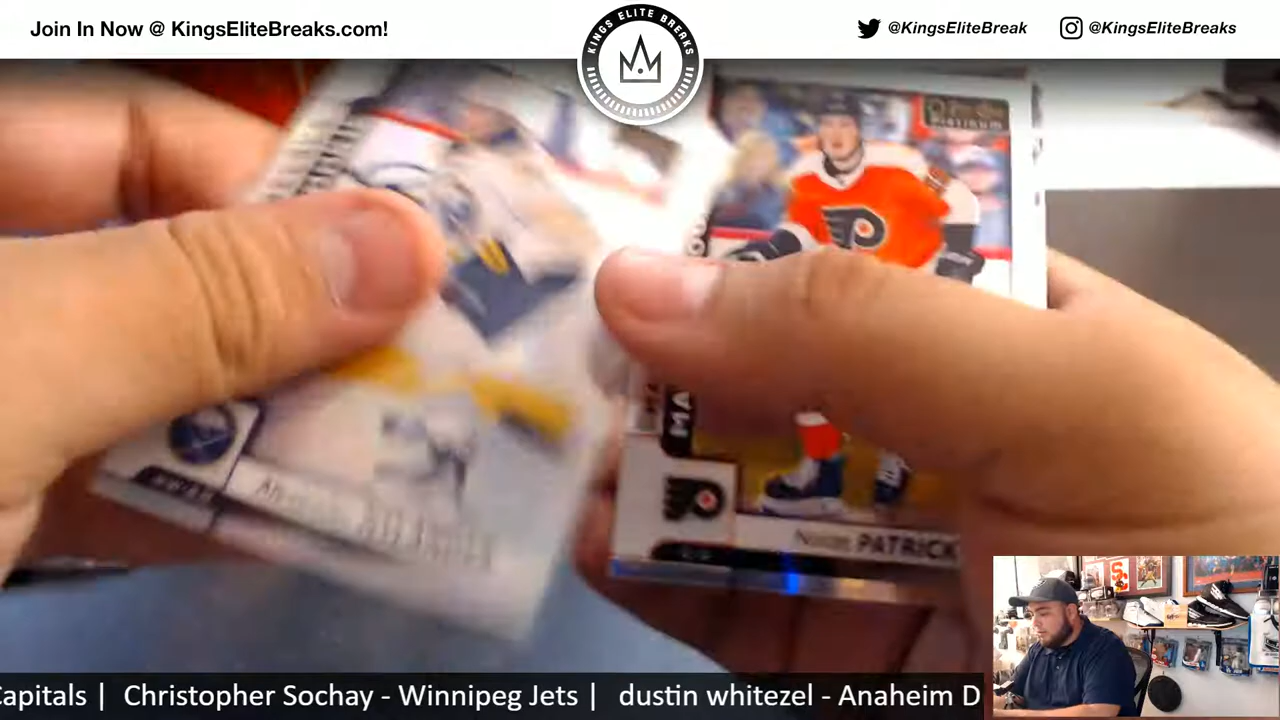 Join In Now @ KingsEliteBreaks.com!
KINGS ELITE BREAKS
@KingsEliteBreak
@KingsEliteBreaks
PLATINUM
PATRICK
Capitals | Christopher Sochay - Winnipeg Jets | dustin whitezel - Anaheim D